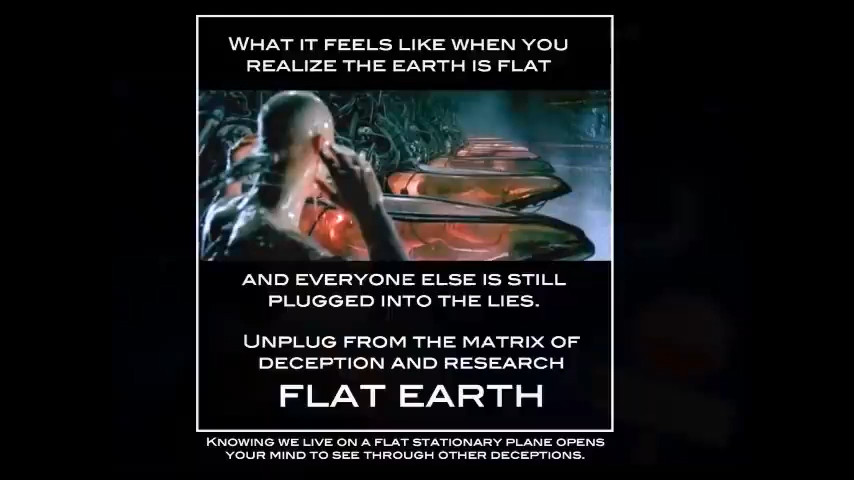 What it feels like when you
realize the Earth is flat
and everyone else is still
plugged into the lies.
Unplug from the matrix of
deception and research
FLAT EARTH
Knowing we live on a flat stationary plane opens
your mind to see through other deceptions.